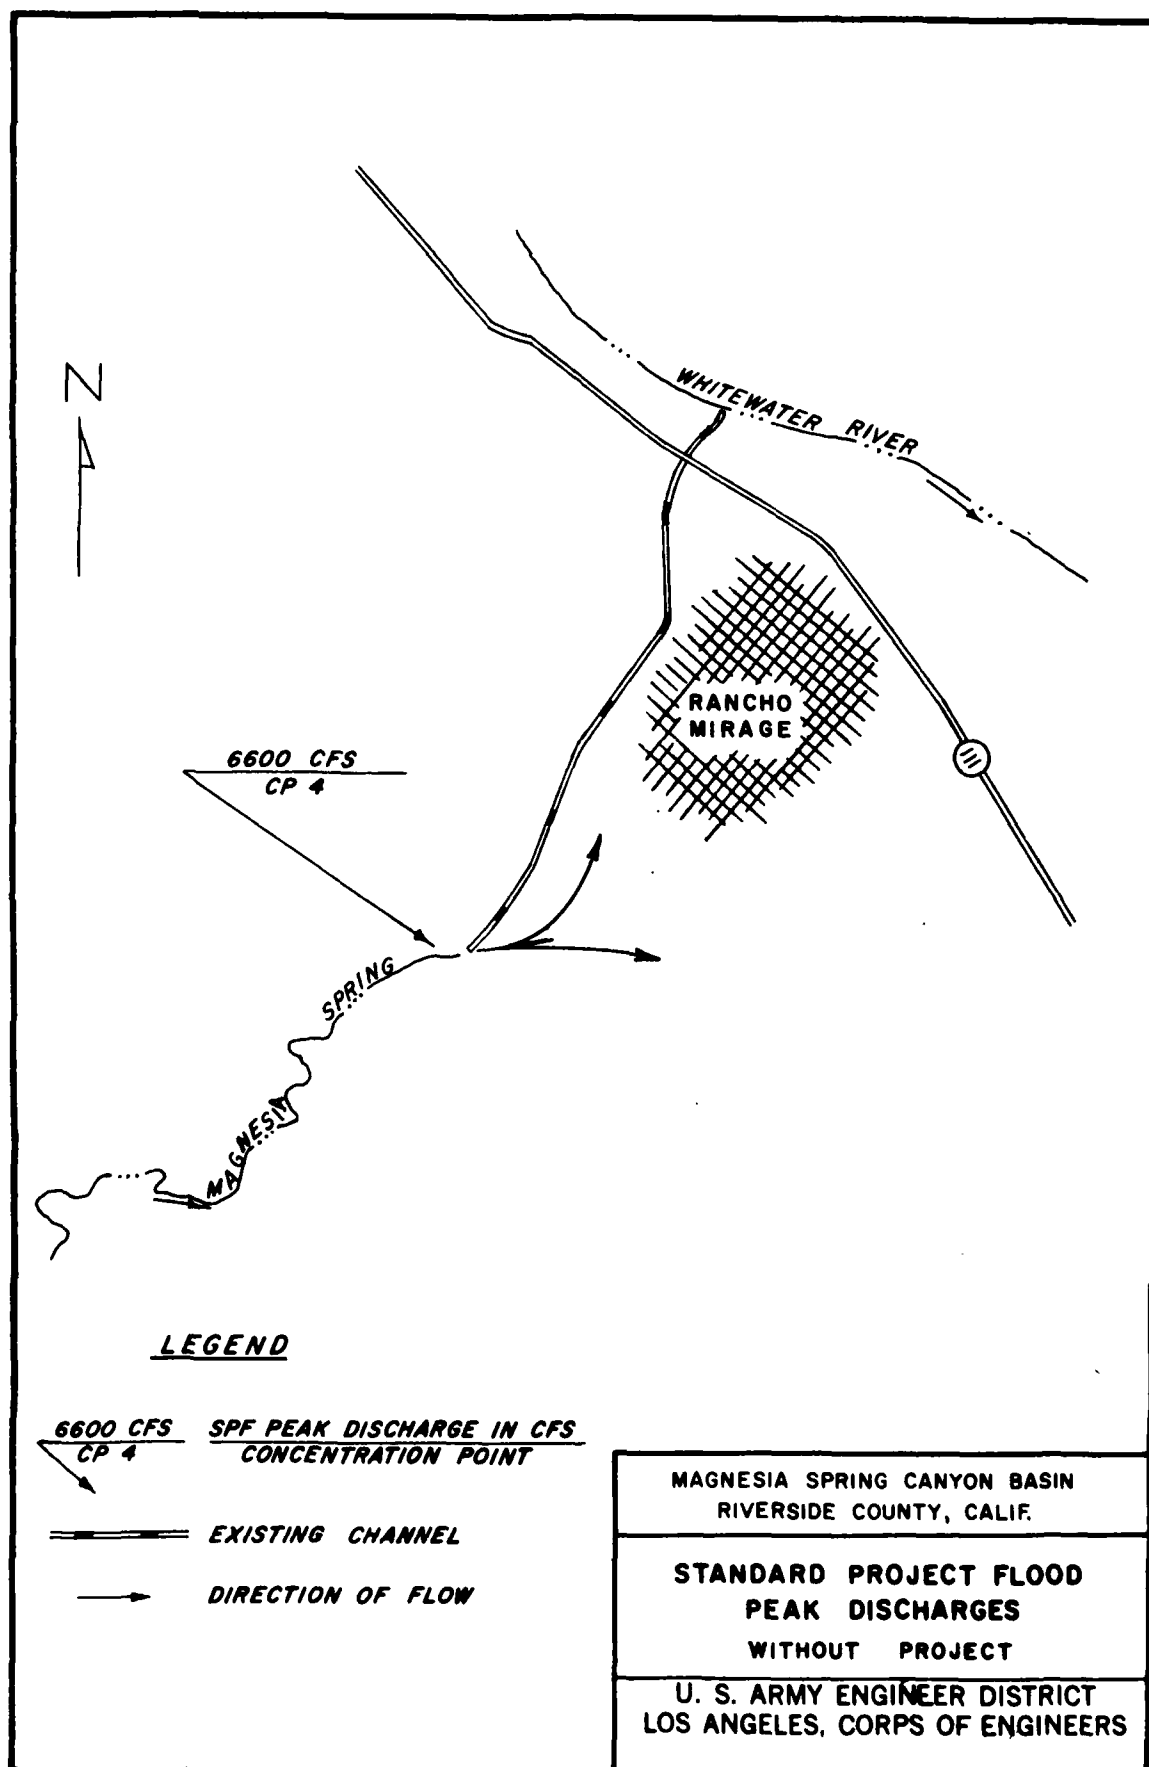 N
WHITEWATER RIVER
RANCHO
MIRAGE
111
6600 CFS
CP 4
MAGNESIA SPRING
LEGEND
6600 CFS SPF PEAK DISCHARGE IN CFS
CP 4 CONCENTRATION POINT
EXISTING CHANNEL
DIRECTION OF FLOW
MAGNESIA SPRING CANYON BASIN
RIVERSIDE COUNTY, CALIF.
STANDARD PROJECT FLOOD
PEAK DISCHARGES
WITHOUT PROJECT
U. S. ARMY ENGINEER DISTRICT
LOS ANGELES, CORPS OF ENGINEERS